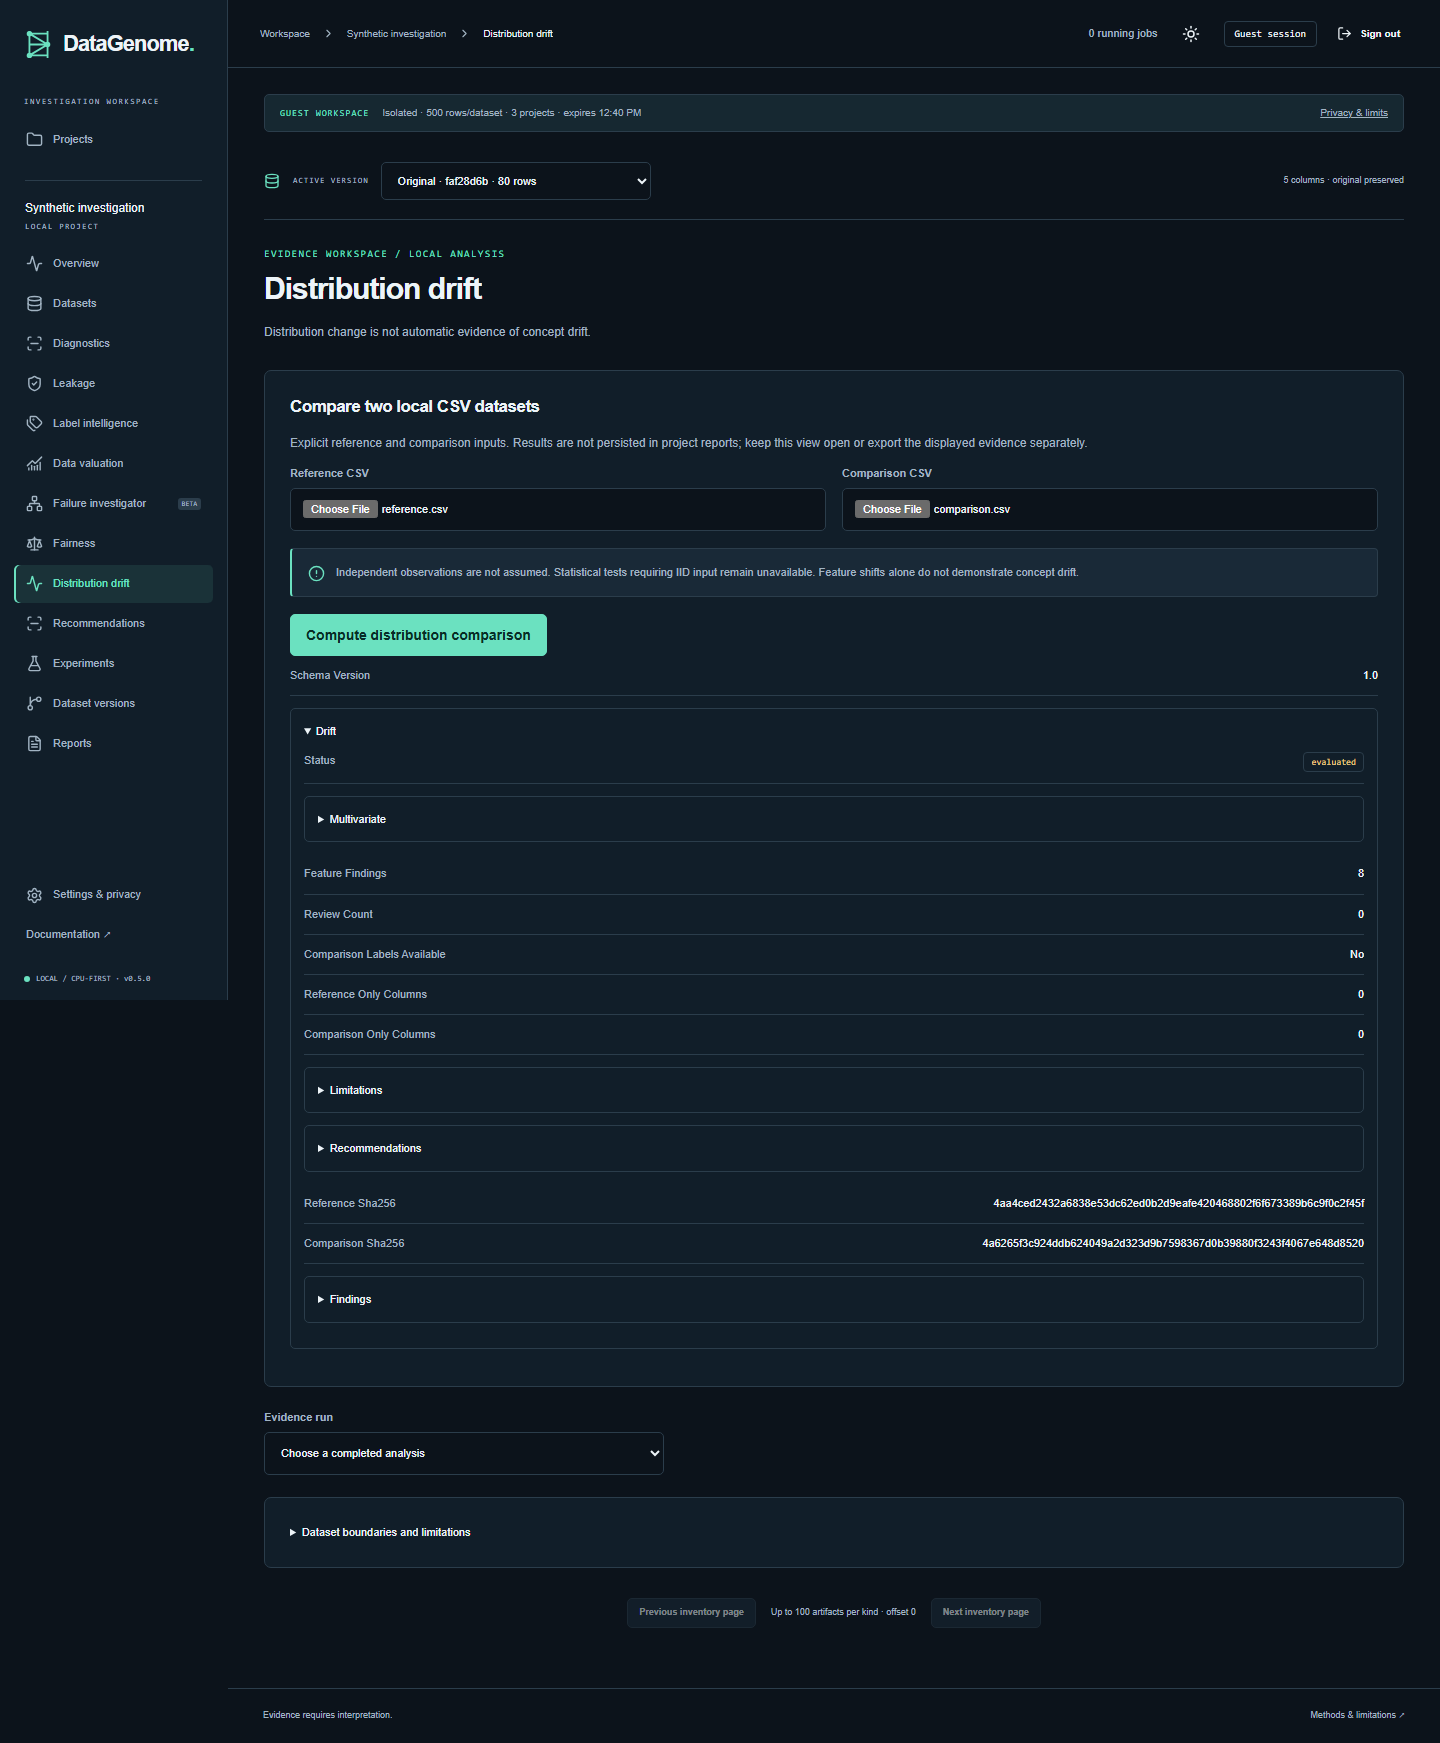 DataGenome.
INVESTIGATION WORKSPACE
Projects
Synthetic investigation
LOCAL PROJECT
Overview
Datasets
Diagnostics
Leakage
Label intelligence
Data valuation
Failure investigator BETA
Fairness
Distribution drift
Recommendations
Experiments
Dataset versions
Reports
Settings & privacy
Documentation ↗
LOCAL / CPU-FIRST · v0.5.0
Workspace > Synthetic investigation > Distribution drift
0 running jobs Guest session Sign out
GUEST WORKSPACE Isolated · 500 rows/dataset · 3 projects · expires 12:40 PM Privacy & limits
ACTIVE VERSION Original · faf28d6b · 80 rows 5 columns · original preserved
EVIDENCE WORKSPACE / LOCAL ANALYSIS
Distribution drift
Distribution change is not automatic evidence of concept drift.
Compare two local CSV datasets
Explicit reference and comparison inputs. Results are not persisted in project reports; keep this view open or export the displayed evidence separately.
Reference CSV Comparison CSV
Choose File reference.csv Choose File comparison.csv
Independent observations are not assumed. Statistical tests requiring IID input remain unavailable. Feature shifts alone do not demonstrate concept drift.
Compute distribution comparison
Schema Version 1.0
▼ Drift
Status evaluated
▶ Multivariate
Feature Findings 8
Review Count 0
Comparison Labels Available No
Reference Only Columns 0
Comparison Only Columns 0
▶ Limitations
▶ Recommendations
Reference Sha256 4aa4ced2432a6838e53dc62ed0b2d9eafe420468802f6f673389b6c9f0c2f45f
Comparison Sha256 4a6265f3c924ddb624049a2d323d9b7598367d0b39880f3243f4067e648d8520
▶ Findings
Evidence run
Choose a completed analysis
▶ Dataset boundaries and limitations
Previous inventory page Up to 100 artifacts per kind · offset 0 Next inventory page
Evidence requires interpretation. Methods & limitations ↗